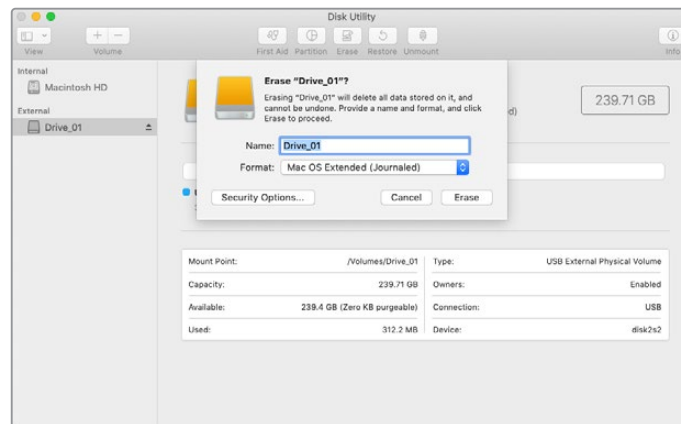 Disk Utility
View
Volume
First Aid
Partition
Erase
Restore
Unmount
Info
Internal
Macintosh HD
External
Drive_01
Erase "Drive_01"?
Erasing "Drive_01" will delete all data stored on it, and
cannot be undone. Provide a name and format, and click
Erase to proceed.
Name: Drive_01
Format: Mac OS Extended (Journaled)
Security Options...
Cancel
Erase
239.71 GB
Mount Point: /Volumes/Drive_01
Type: USB External Physical Volume
Capacity: 239.71 GB
Owners: Enabled
Available: 239.4 GB (Zero KB purgeable)
Connection: USB
Used: 312.2 MB
Device: disk2s2